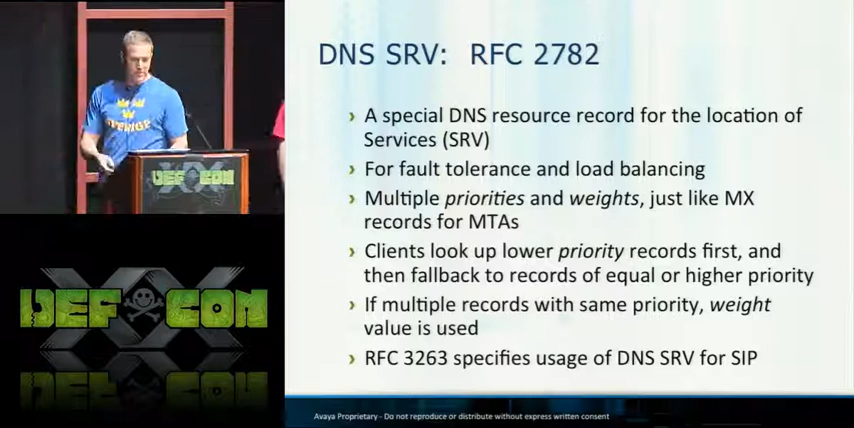 SVERIGE
DEF CON
DEF CON
DNS SRV: RFC 2782
› A special DNS resource record for the location of
Services (SRV)
› For fault tolerance and load balancing
› Multiple priorities and weights, just like MX
records for MTAs
› Clients look up lower priority records first, and
then fallback to records of equal or higher priority
› If multiple records with same priority, weight
value is used
› RFC 3263 specifies usage of DNS SRV for SIP
Avaya Proprietary - Do not reproduce or distribute without express written consent